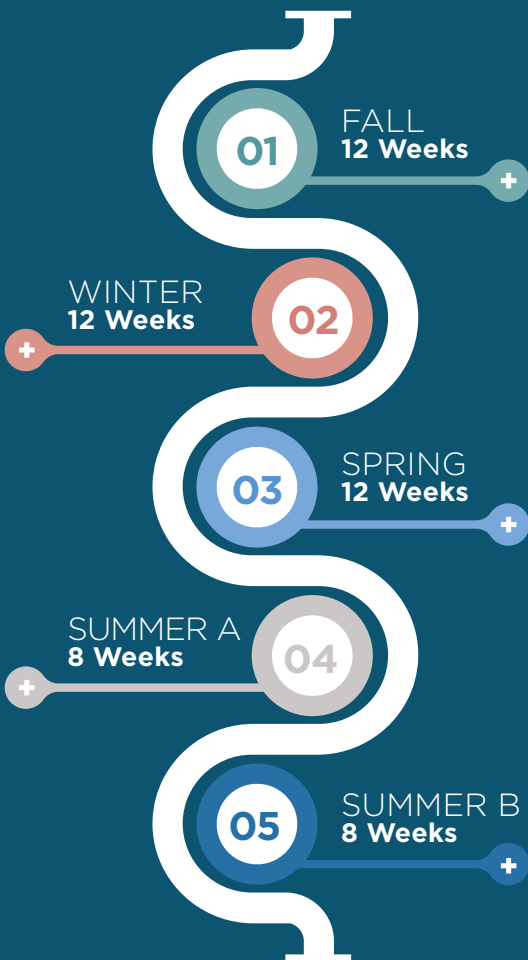 01
FALL
12 Weeks
WINTER
12 Weeks
02
03
SPRING
12 Weeks
SUMMER A
8 Weeks
04
05
SUMMER B
8 Weeks